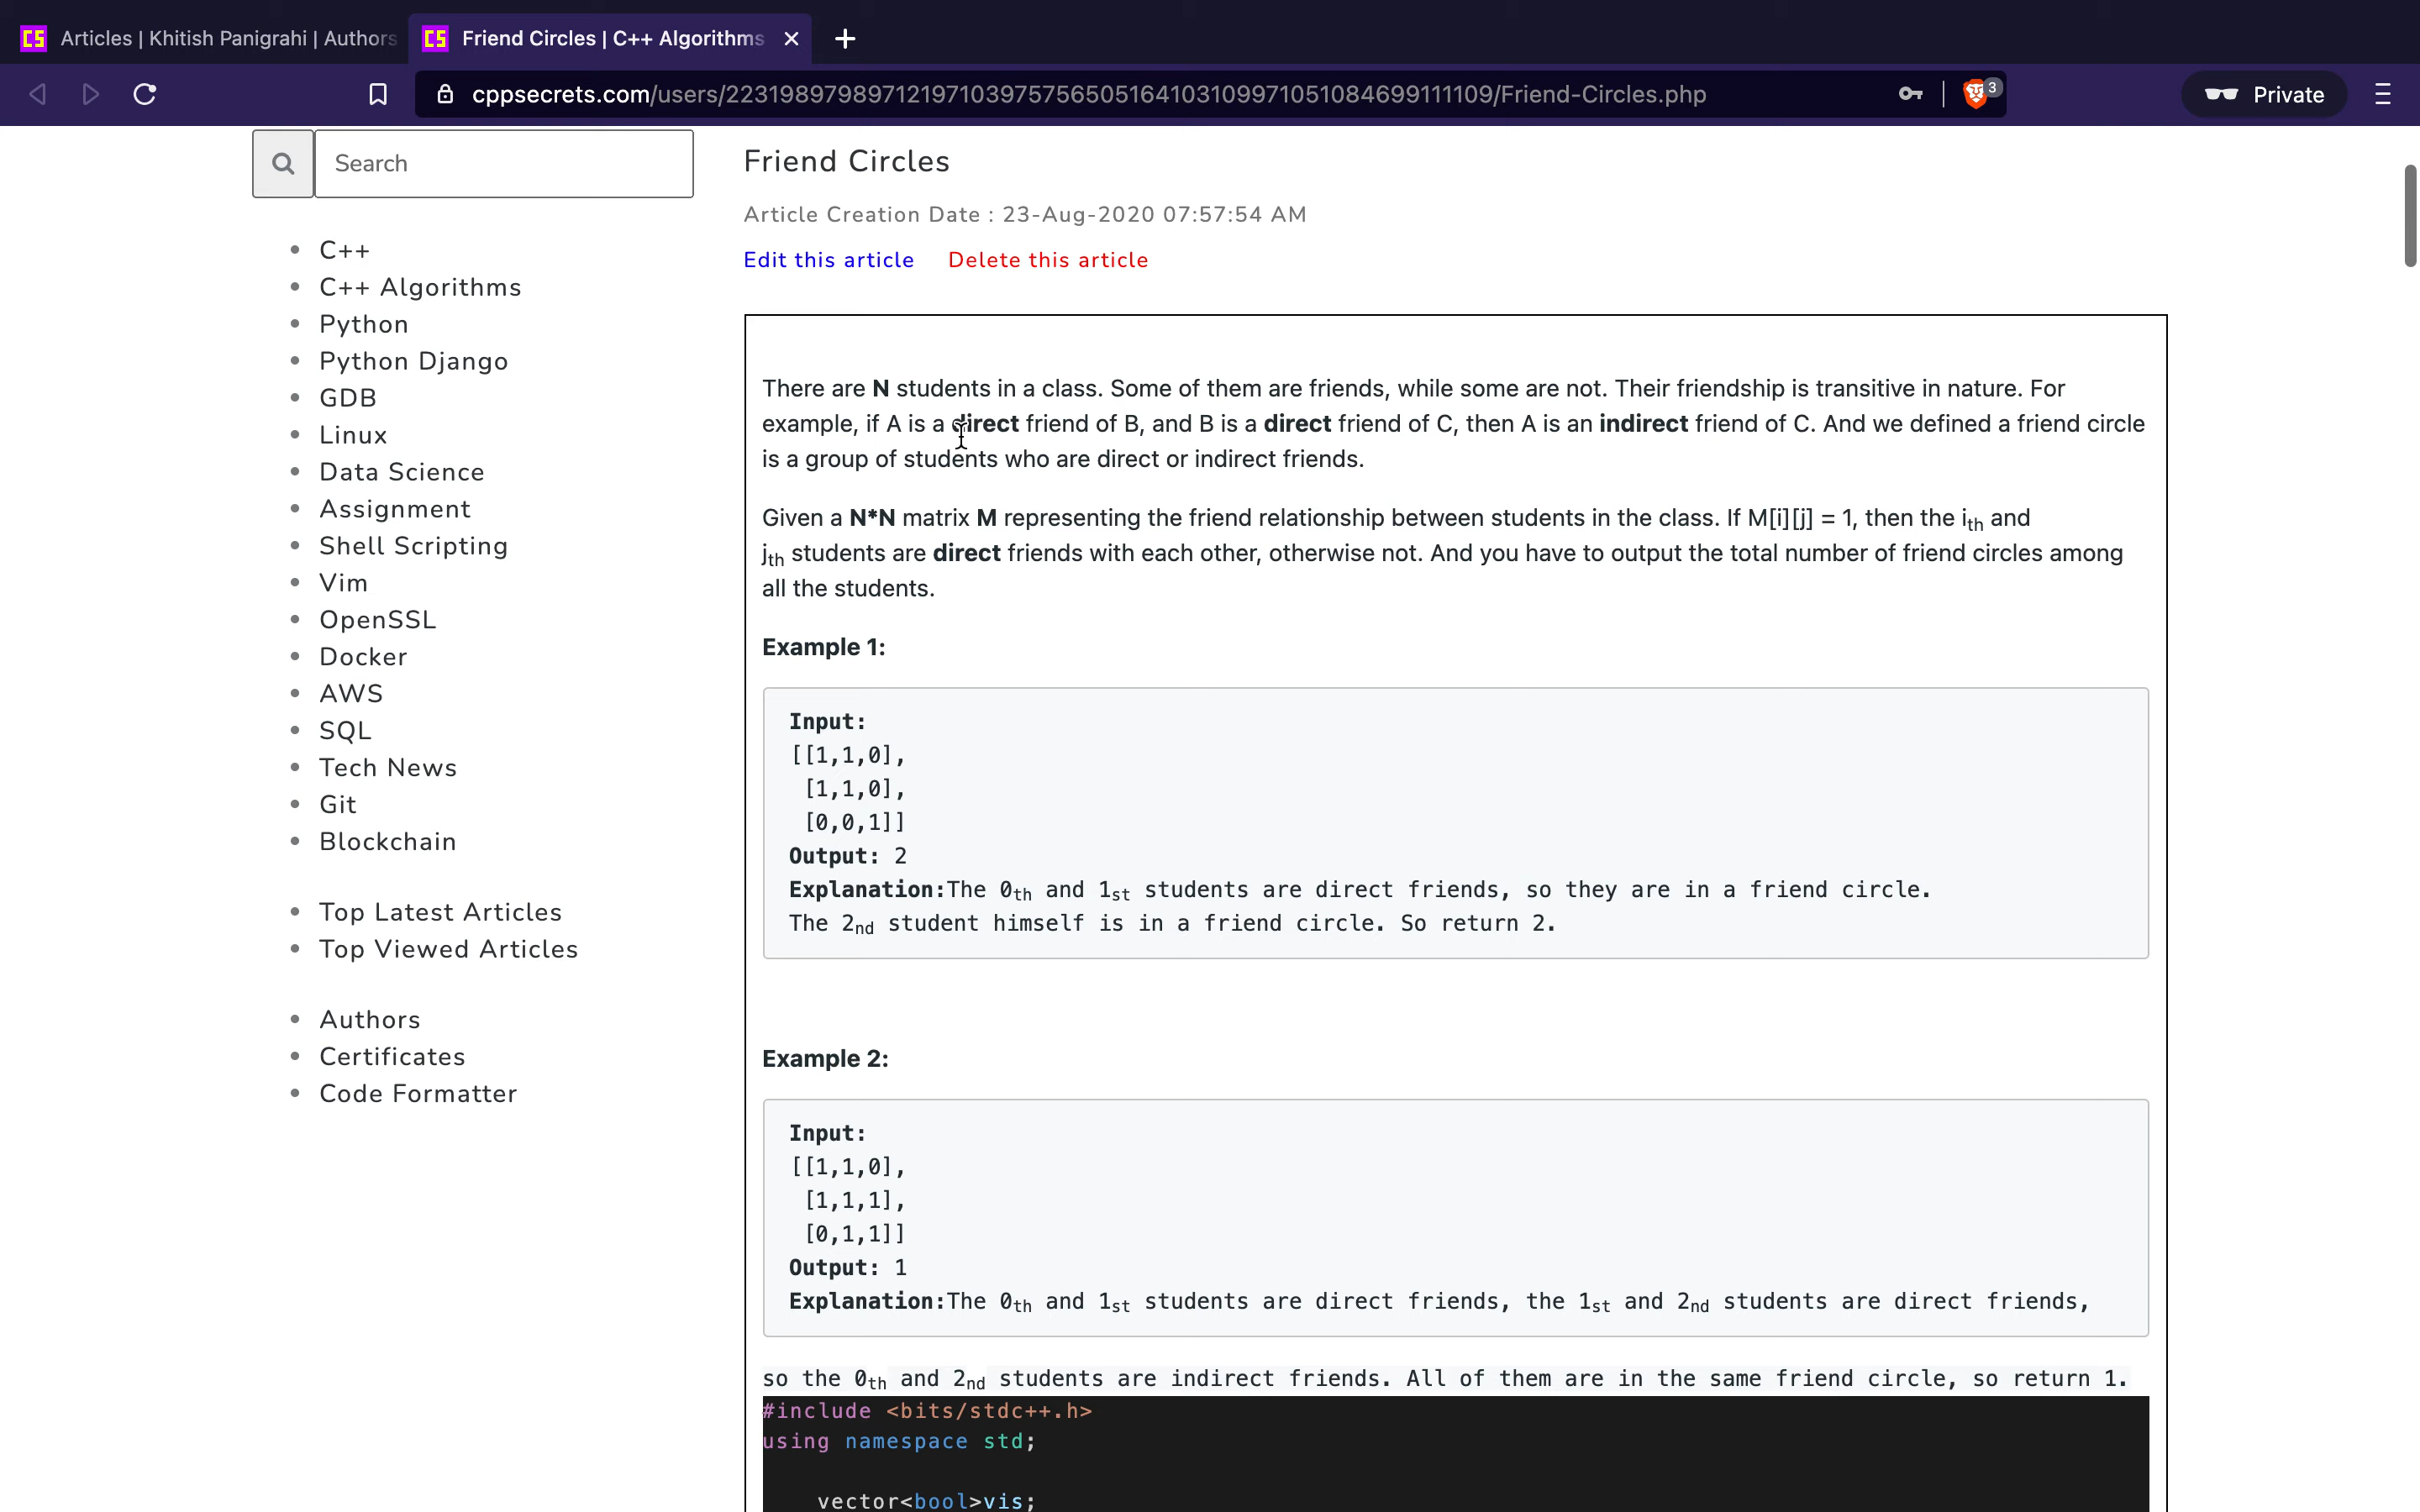 Articles | Khitish Panigrahi | Authors
Friend Circles | C++ Algorithms
cppsecrets.com/users/22319897989712197103975756505164103109971051084699111109/Friend-Circles.php
3
Private
Search
C++
C++ Algorithms
Python
Python Django
GDB
Linux
Data Science
Assignment
Shell Scripting
Vim
OpenSSL
Docker
AWS
SQL
Tech News
Git
Blockchain
Top Latest Articles
Top Viewed Articles
Authors
Certificates
Code Formatter
Friend Circles
Article Creation Date : 23-Aug-2020 07:57:54 AM
Edit this article Delete this article
There are N students in a class. Some of them are friends, while some are not. Their friendship is transitive in nature. For
example, if A is a direct friend of B, and B is a direct friend of C, then A is an indirect friend of C. And we defined a friend circle
is a group of students who are direct or indirect friends.
Given a N*N matrix M representing the friend relationship between students in the class. If M[i][j] = 1, then the ith and
jth students are direct friends with each other, otherwise not. And you have to output the total number of friend circles among
all the students.
Example 1:
Input:
[[1,1,0],
[1,1,0],
[0,0,1]]
Output: 2
Explanation:The 0th and 1st students are direct friends, so they are in a friend circle.
The 2nd student himself is in a friend circle. So return 2.
Example 2:
Input:
[[1,1,0],
[1,1,1],
[0,1,1]]
Output: 1
Explanation:The 0th and 1st students are direct friends, the 1st and 2nd students are direct friends,
so the 0th and 2nd students are indirect friends. All of them are in the same friend circle, so return 1.
#include <bits/stdc++.h>
using namespace std;
vector<bool>vis;